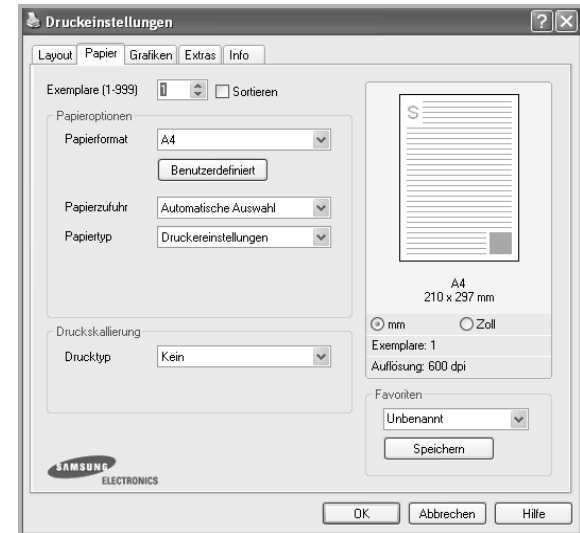 Druckeinstellungen
Layout Papier Grafiken Extras Info
Exemplare (1-999) 1 Sortieren
Papieroptionen
Papierformat A4
Benutzerdefiniert
Papierzufuhr Automatische Auswahl
Papiertyp Druckereinstellungen
Druckskallierung
Drucktyp Kein
S
A4
210 x 297 mm
mm Zoll
Exemplare: 1
Auflösung: 600 dpi
Favoriten
Unbenannt
Speichern
SAMSUNG
ELECTRONICS
OK Abbrechen Hilfe